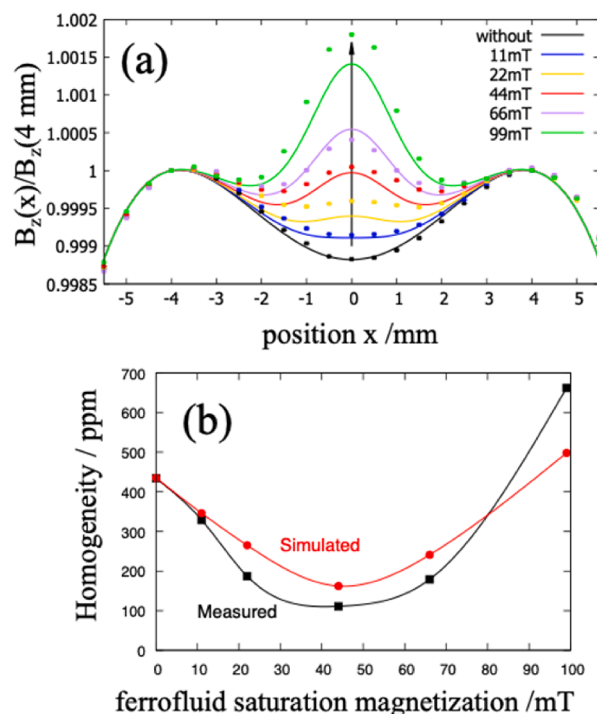 (a)
without
11mT
22mT
44mT
66mT
99mT
1.002
1.0015
1.001
1.0005
1
0.9995
0.999
0.9985
B_z(x)/B_z(4 mm)
-5 -4 -3 -2 -1 0 1 2 3 4 5
position x /mm
(b)
700
600
500
400
300
200
100
0
Homogeneity / ppm
Simulated
Measured
0 10 20 30 40 50 60 70 80 90 100
ferrofluid saturation magnetization /mT